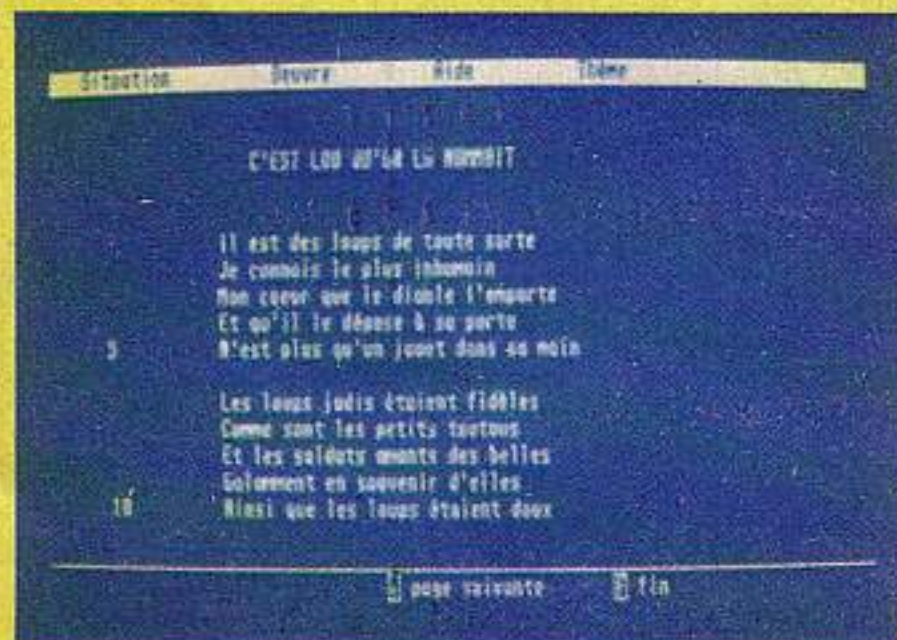 Situation Oeuvre Aide Thème
C'EST LOU QU'ON LA NOMMAIT
Il est des loups de toute sorte
Je connais le plus inhumain
Mon coeur que le diable l'emporte
Et qu'il le dépose à sa porte
5 N'est plus qu'un jouet dans sa main
Les loups jadis étaient fidèles
Comme sont les petits toutous
Et les soldats amants des belles
Galamment en souvenir d'elles
10 Ainsi que les loups étaient doux
page suivante fin